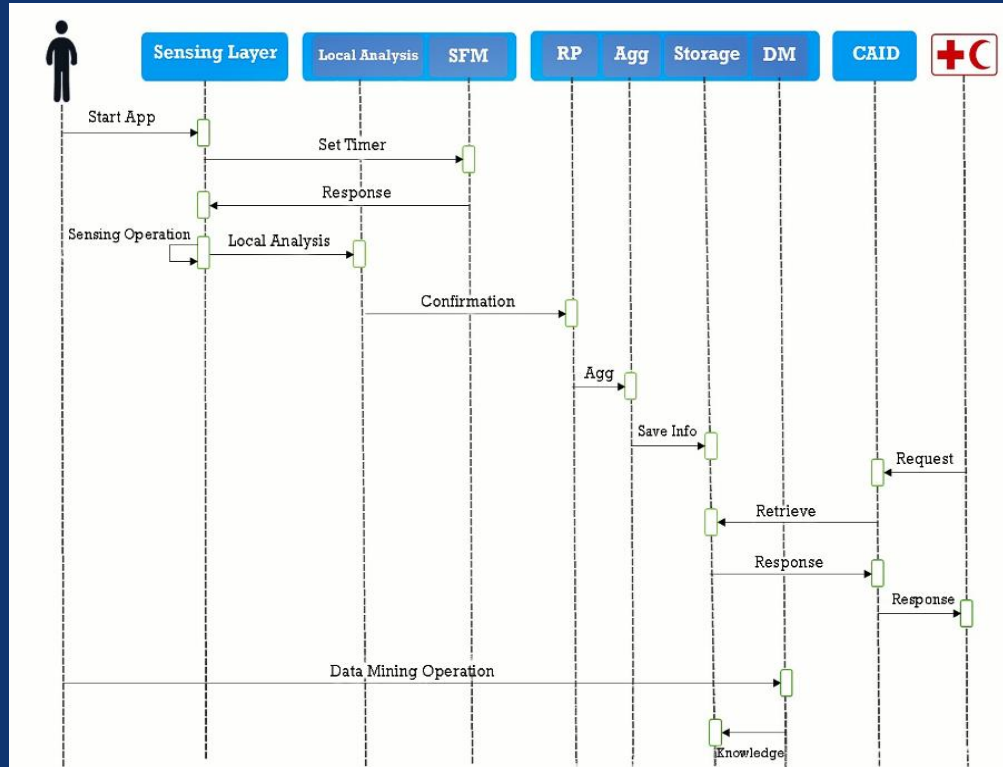 Sensing Layer
Local Analysis
SFM
RP
Agg
Storage
DM
CAID
Start App
Set Timer
Response
Sensing Operation
Local Analysis
Confirmation
Agg
Save Info
Request
Retrieve
Response
Response
Data Mining Operation
Knowledge